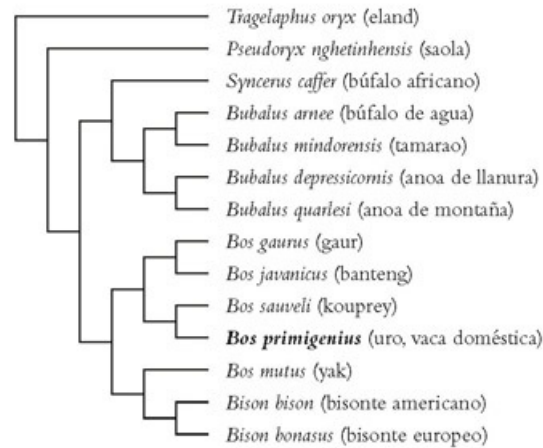 Tragelaphus oryx (eland)
Pseudoryx nghetinhensis (saola)
Syncerus caffer (búfalo africano)
Bubalus arnee (búfalo de agua)
Bubalus mindorensis (tamarao)
Bubalus depressicornis (anoa de llanura)
Bubalus quarlesi (anoa de montaña)
Bos gaurus (gaur)
Bos javanicus (banteng)
Bos sauveli (kouprey)
Bos primigenius (uro, vaca doméstica)
Bos mutus (yak)
Bison bison (bisonte americano)
Bison bonasus (bisonte europeo)